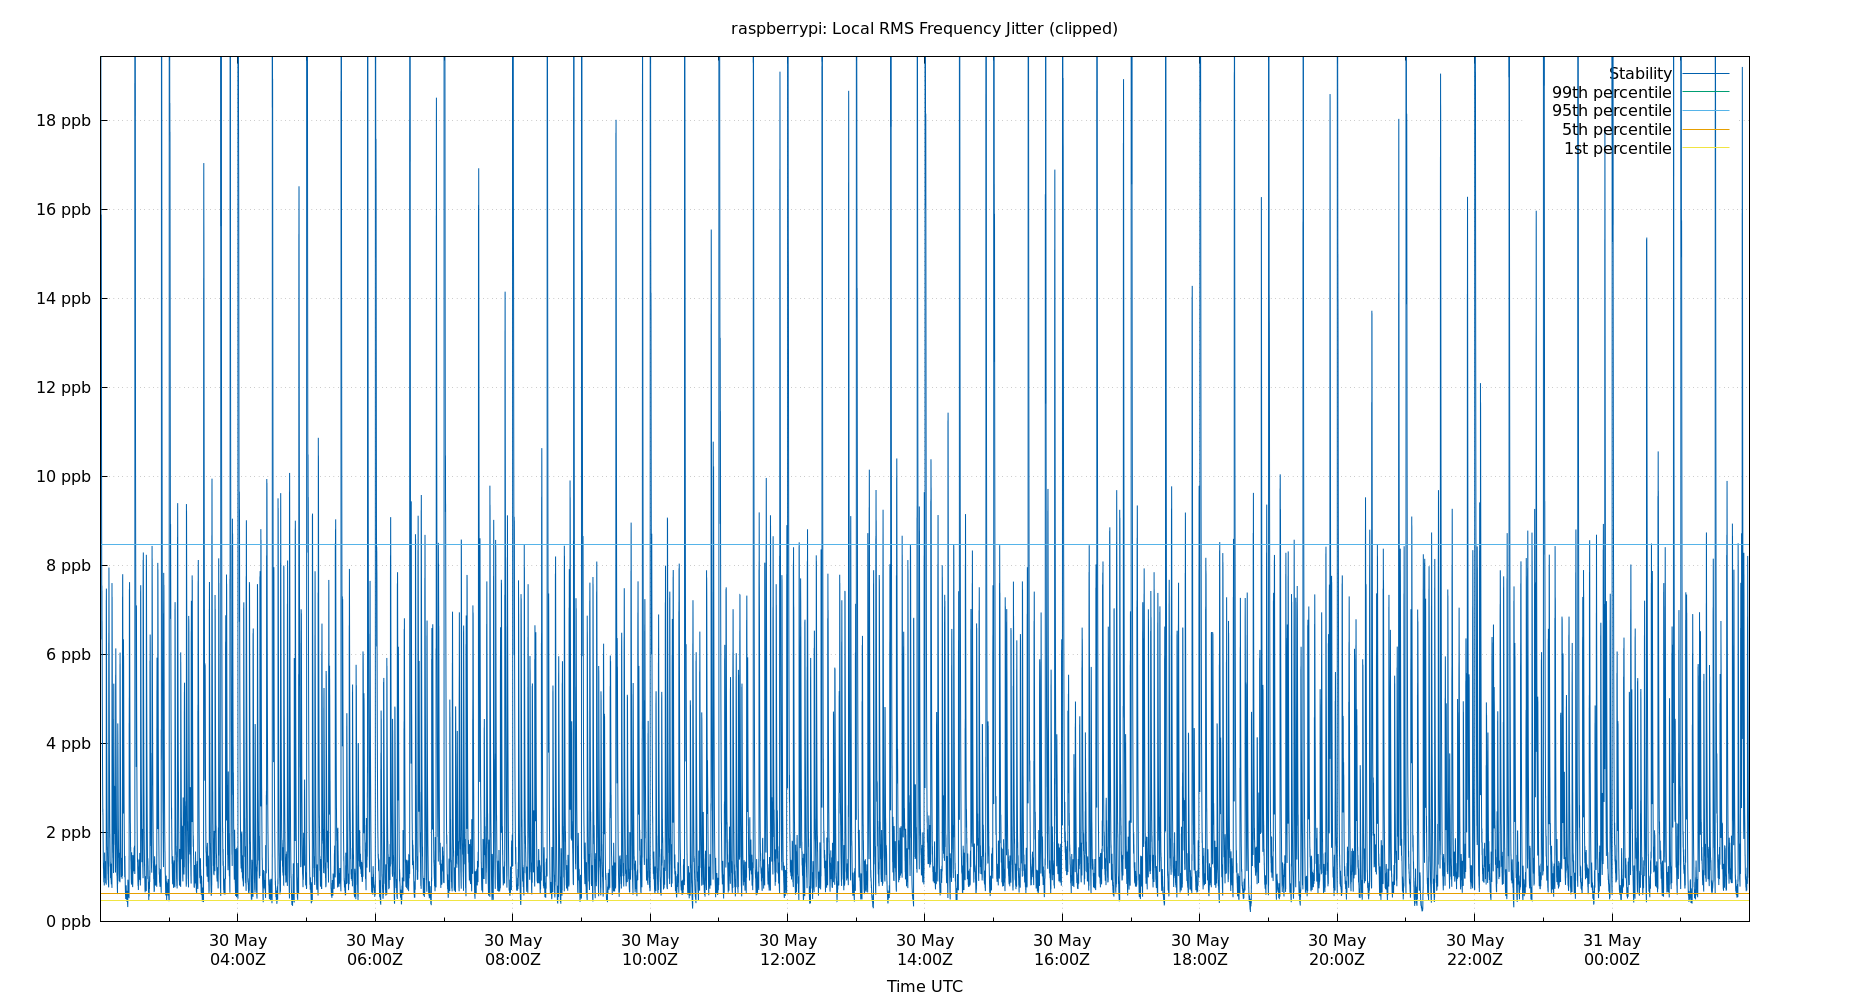 raspberrypi: Local RMS Frequency Jitter (clipped)
Stability
99th percentile
95th percentile
5th percentile
1st percentile
18 ppb
16 ppb
14 ppb
12 ppb
10 ppb
8 ppb
6 ppb
4 ppb
2 ppb
0 ppb
30 May 30 May 30 May 30 May 30 May 30 May 30 May 30 May 30 May 30 May 31 May
04:00Z 06:00Z 08:00Z 10:00Z 12:00Z 14:00Z 16:00Z 18:00Z 20:00Z 22:00Z 00:00Z
Time UTC